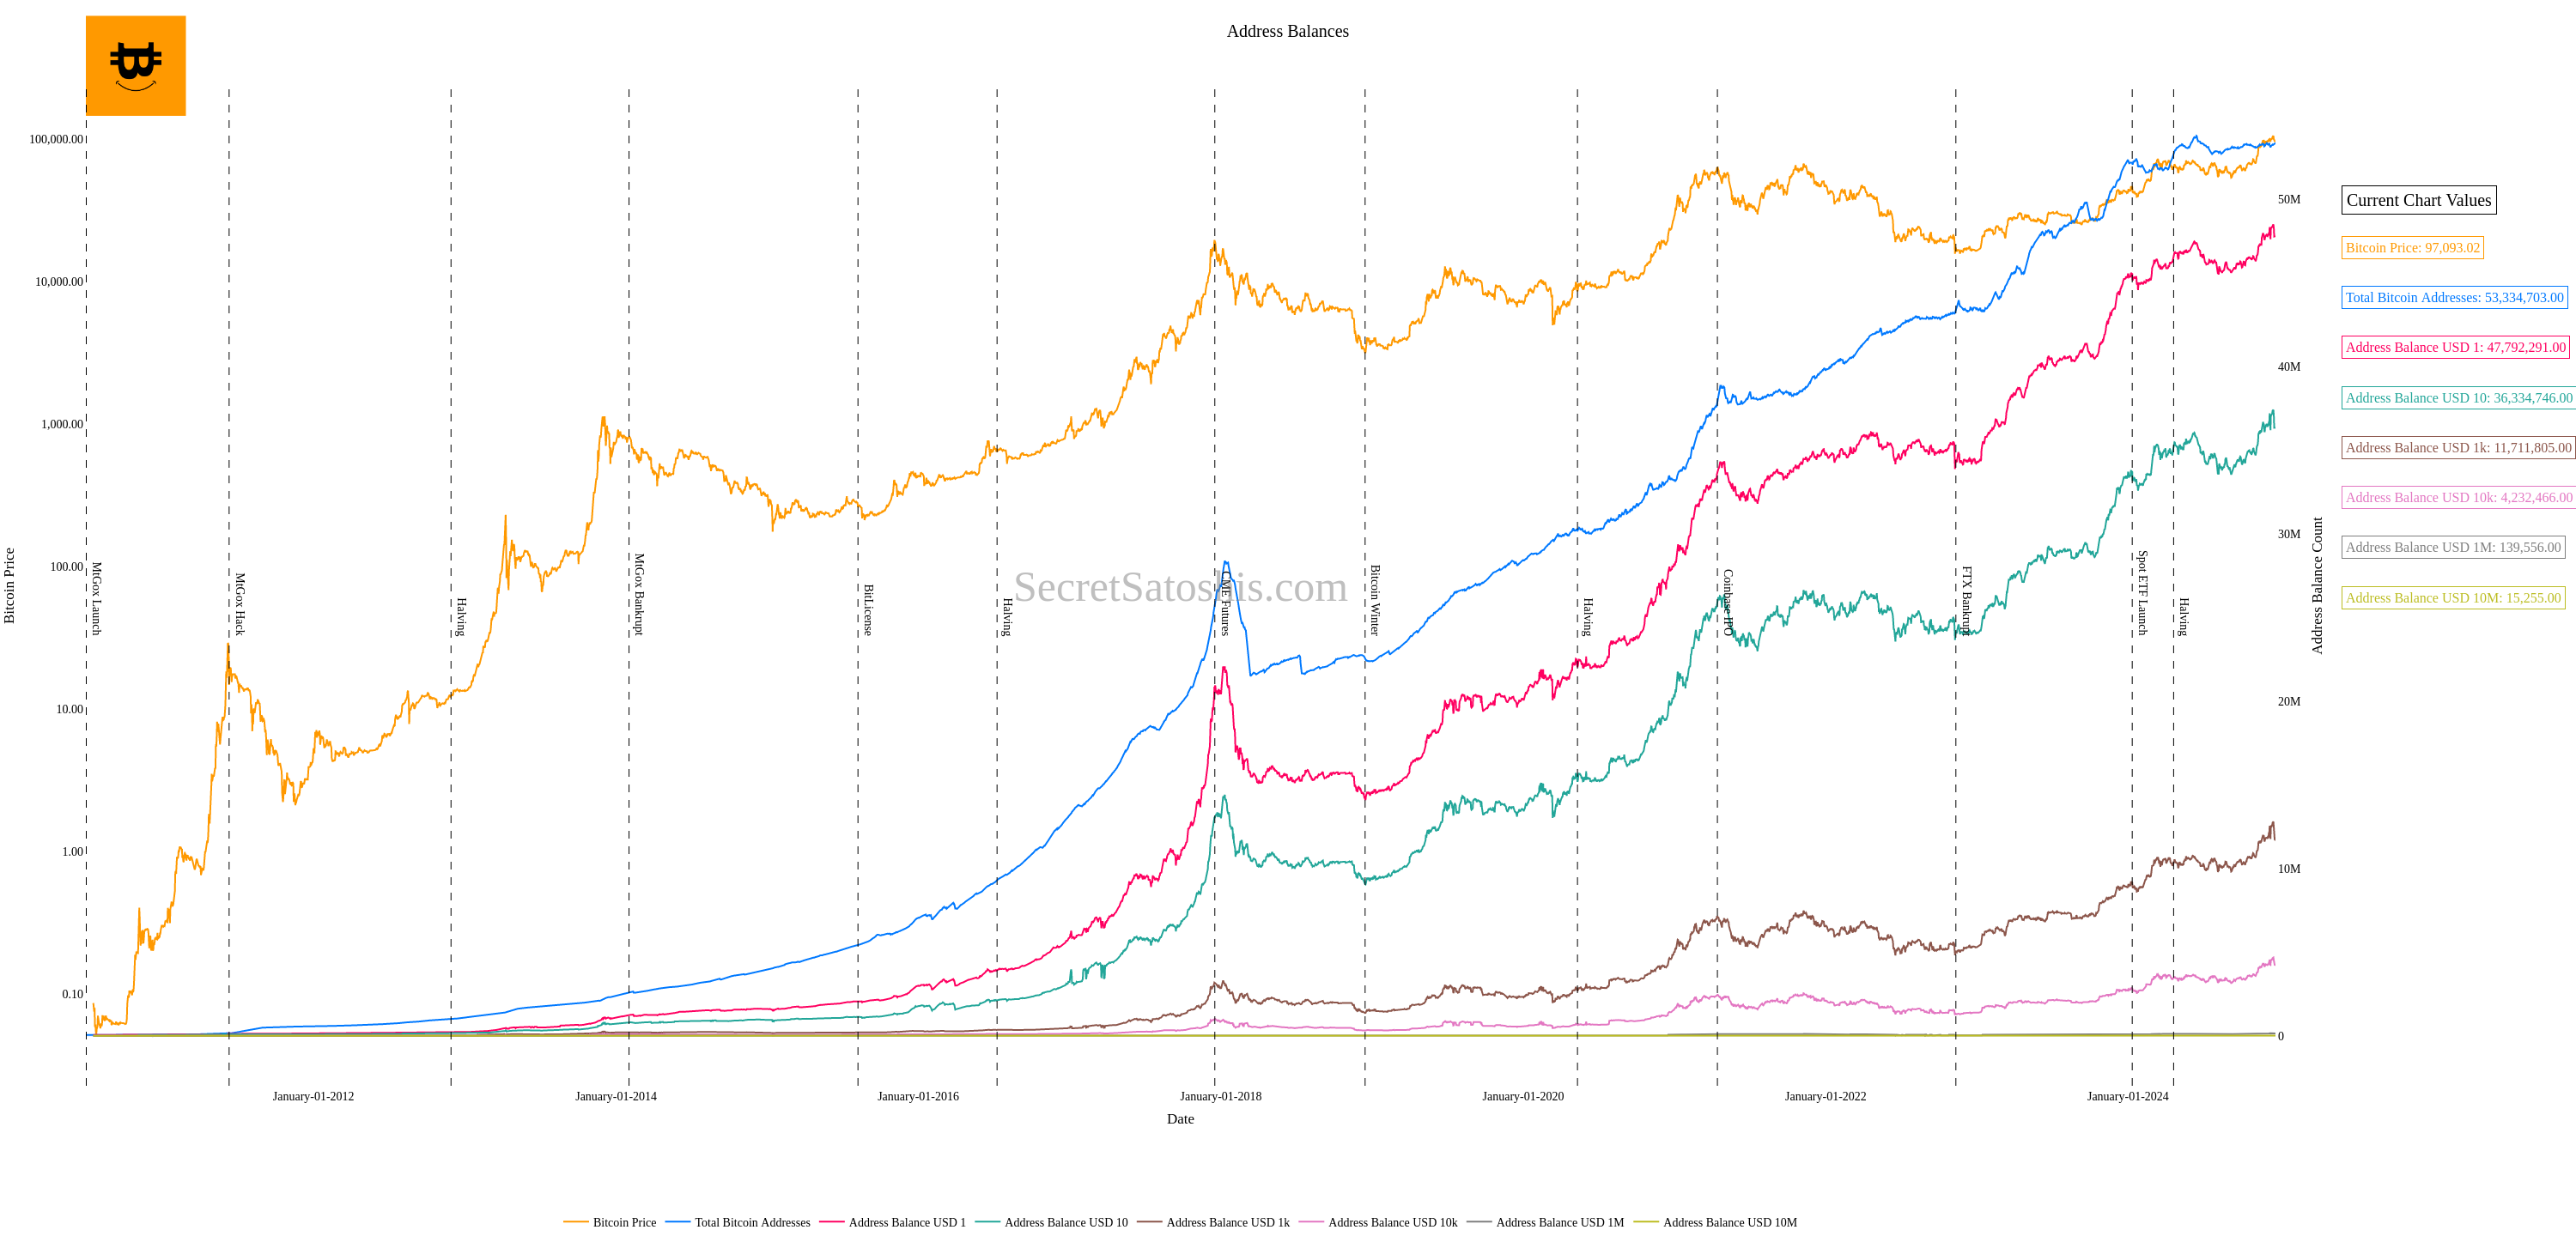 Address Balances
100,000.00
10,000.00
1,000.00
100.00
10.00
1.00
0.10
Bitcoin Price
50M
40M
30M
20M
10M
0
Address Balance Count
MtGox Launch
MtGox Hack
Halving
MtGox Bankrupt
BitLicense
Halving
CME Futures
Bitcoin Winter
Halving
Coinbase IPO
FTX Bankrupt
Spot ETF Launch
Halving
SecretSatoshis.com
January-01-2012
January-01-2014
January-01-2016
January-01-2018
January-01-2020
January-01-2022
January-01-2024
Date
Current Chart Values
Bitcoin Price: 97,093.02
Total Bitcoin Addresses: 53,334,703.00
Address Balance USD 1: 47,792,291.00
Address Balance USD 10: 36,334,746.00
Address Balance USD 1k: 11,711,805.00
Address Balance USD 10k: 4,232,466.00
Address Balance USD 1M: 139,556.00
Address Balance USD 10M: 15,255.00
Bitcoin Price
Total Bitcoin Addresses
Address Balance USD 1
Address Balance USD 10
Address Balance USD 1k
Address Balance USD 10k
Address Balance USD 1M
Address Balance USD 10M